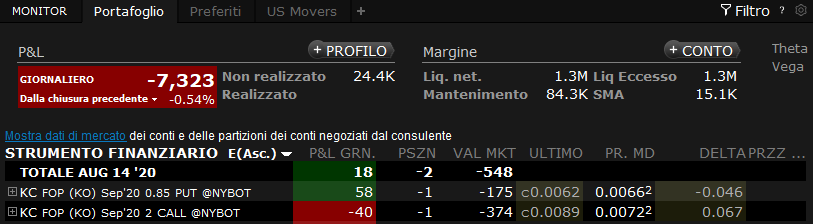 MONITOR Portafoglio Preferiti US Movers + Filtro ?
P&L + PROFILO Margine + CONTO Theta
GIORNALIERO -7,323 Non realizzato 24.4K Liq. net. 1.3M Liq Eccesso 1.3M Vega
Dalla chiusura precedente -0.54% Realizzato Mantenimento 84.3K SMA 15.1K
Mostra dati di mercato dei conti e delle partizioni dei conti negoziati dal consulente
STRUMENTO FINANZIARIO E(Asc.) P&L GRN. PSZN VAL MKT ULTIMO PR. MD DELTA PRZZ ...
TOTALE AUG 14 '20 18 -2 -548
KC FOP (KO) Sep'20 0.85 PUT @NYBOT 58 -1 -175 c0.0062 0.0066² -0.046
KC FOP (KO) Sep'20 2 CALL @NYBOT -40 -1 -374 c0.0089 0.0072² 0.067